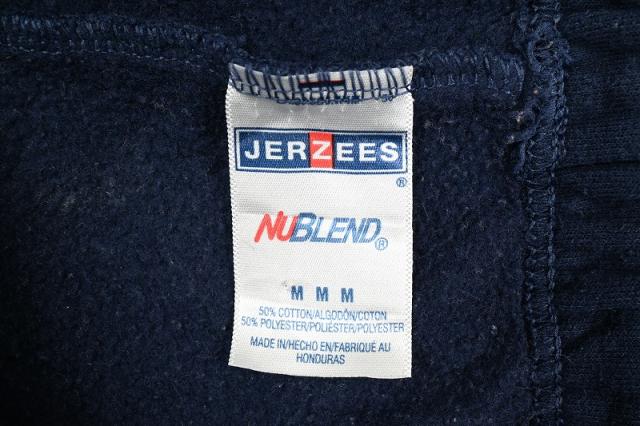 JERZEES
®
NUBLEND®
M M M
50% COTTON/ALGODÓN/COTON
50% POLYESTER/POLIÉSTER/POLYESTER
MADE IN/HECHO EN/FABRIQUÉ AU
HONDURAS